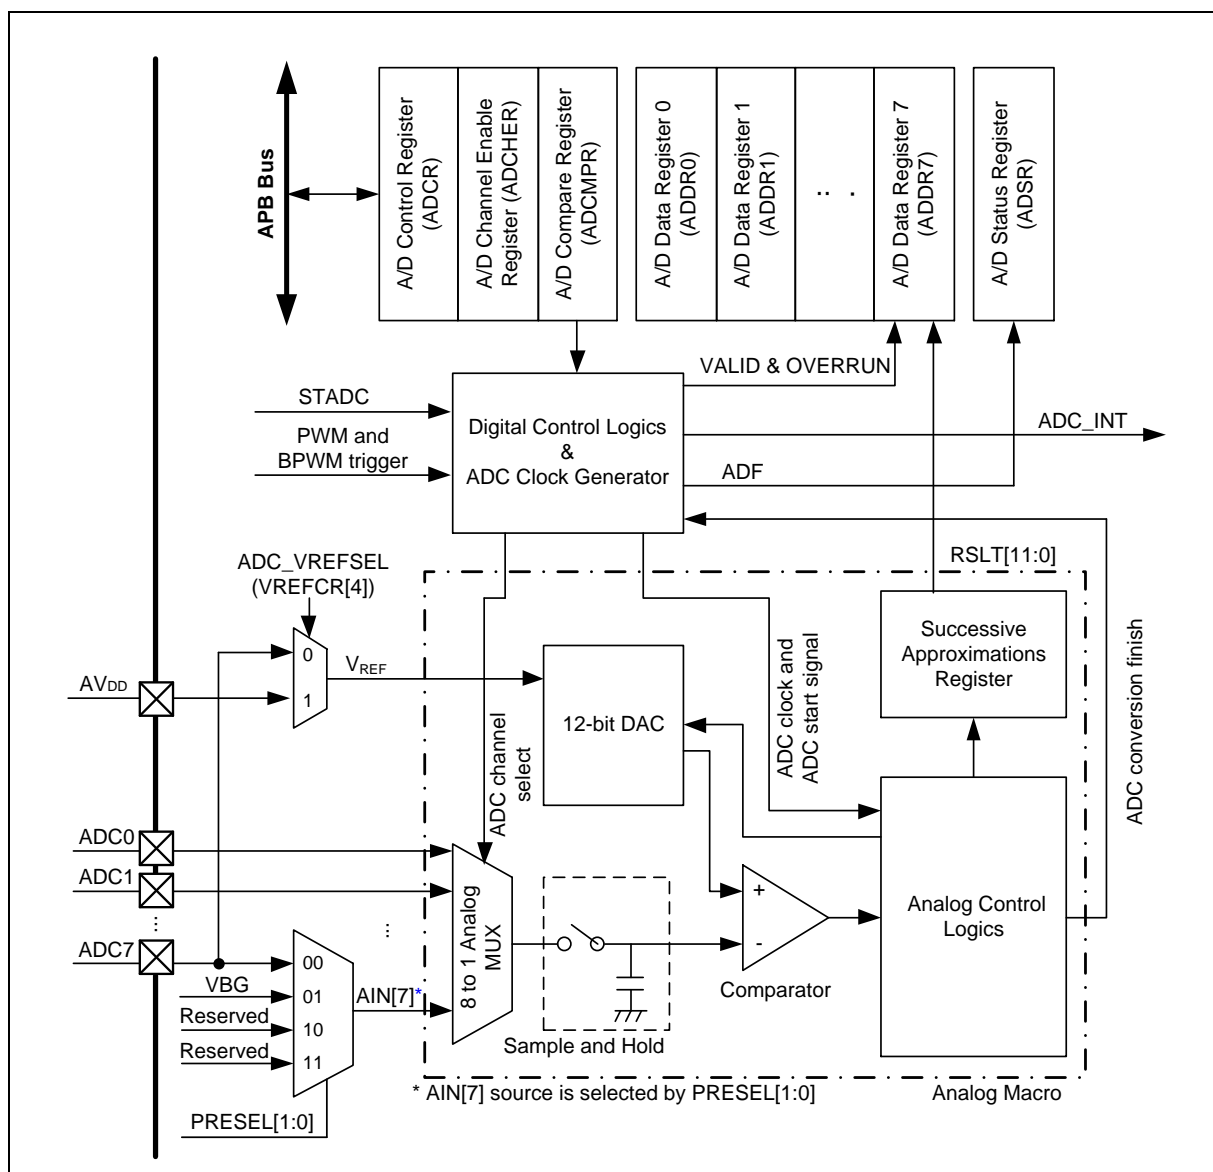 APB Bus
A/D Control Register
(ADCR)
A/D Channel Enable
Register (ADCHER)
A/D Compare Register
(ADCMPR)
A/D Data Register 0
(ADDR0)
A/D Data Register 1
(ADDR1)
.. .
A/D Data Register 7
(ADDR7)
A/D Status Register
(ADSR)
VALID & OVERRUN
STADC
PWM and
BPWM trigger
Digital Control Logics
&
ADC Clock Generator
ADC_INT
ADF
RSLT[11:0]
ADC_VREFSEL
(VREFCR[4])
0
1
VREF
AVDD
12-bit DAC
ADC channel
select
ADC clock and
ADC start signal
Successive
Approximations
Register
ADC conversion finish
ADC0
ADC1
...
ADC7
VBG
Reserved
Reserved
00
01
10
11
PRESEL[1:0]
...
AIN[7]*
8 to 1 Analog
MUX
Sample and Hold
+
-
Comparator
Analog Control
Logics
* AIN[7] source is selected by PRESEL[1:0]
Analog Macro